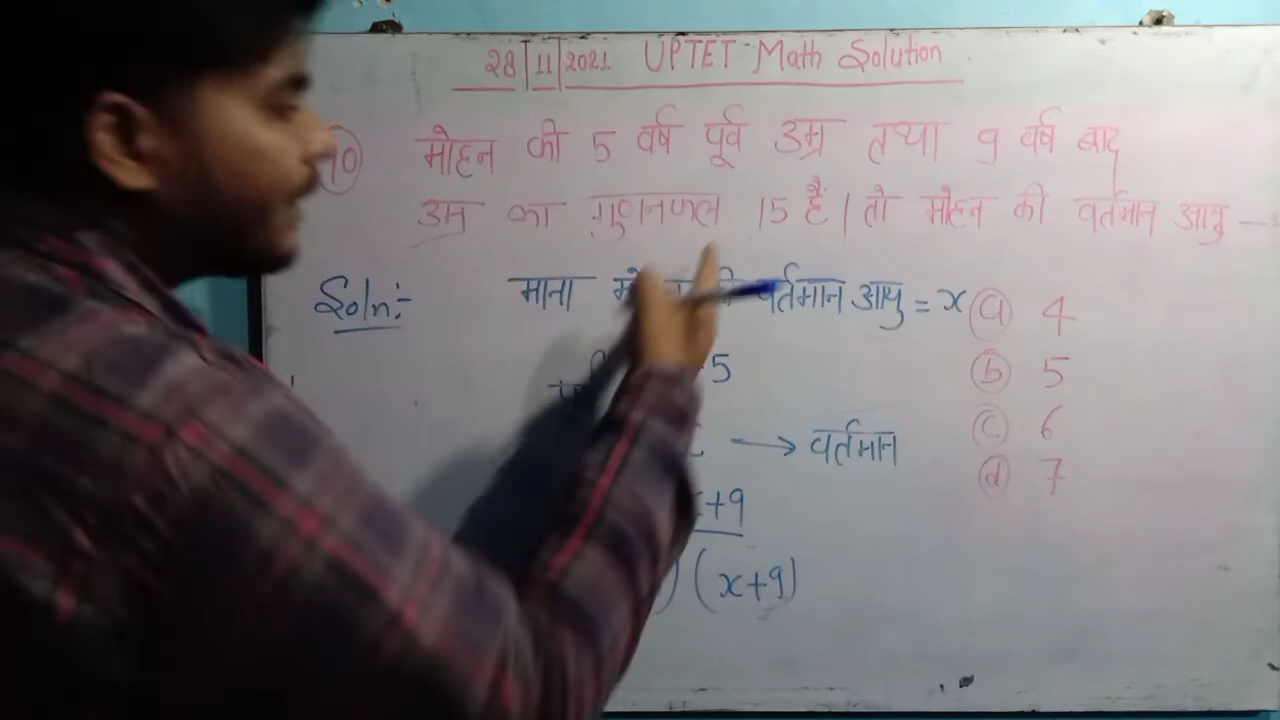 28|11|2021 UPTET Math Solution
10 मोहन की 5 वर्ष पूर्व उम्र तथा 9 वर्ष बाद
उम्र का गुणनफल 15 है। तो मोहन की वर्तमान आयु —
Soln:- माना वर्तमान आयु = x
(a) 4
5
(b) 5
→ वर्तमान
(c) 6
(d) 7
+9
) (x+9)